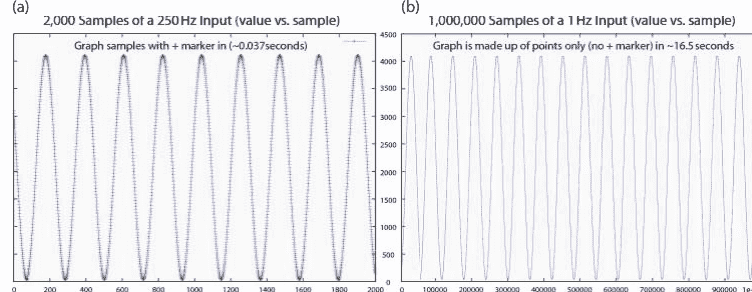 (a)
2,000 Samples of a 250 Hz Input (value vs. sample)
Graph samples with + marker in (~0.037seconds)
0 200 400 600 800 1000 1200 1400 1600 1800 2000
(b)
1,000,000 Samples of a 1 Hz Input (value vs. sample)
Graph is made up of points only (no + marker) in ~16.5 seconds
4500
4000
3500
3000
2500
2000
1500
1000
500
0
0 100000 200000 300000 400000 500000 600000 700000 800000 900000 1e